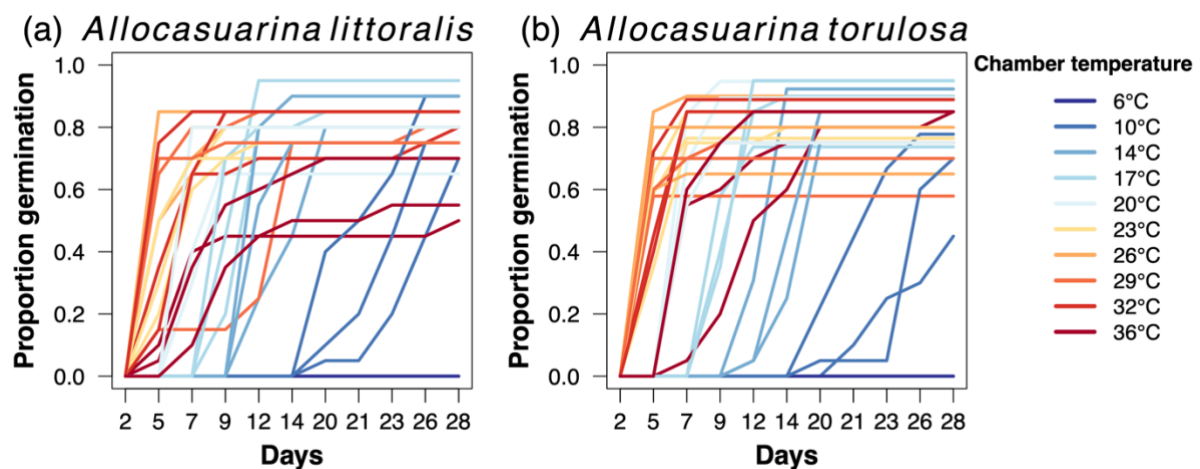 (a) Allocasuarina littoralis
(b) Allocasuarina torulosa
Proportion germination
1.0
0.8
0.6
0.4
0.2
0.0
2 5 7 9 12 14 20 21 23 26 28
Days
Proportion germination
1.0
0.8
0.6
0.4
0.2
0.0
2 5 7 9 12 14 20 21 23 26 28
Days
Chamber temperature
6°C
10°C
14°C
17°C
20°C
23°C
26°C
29°C
32°C
36°C